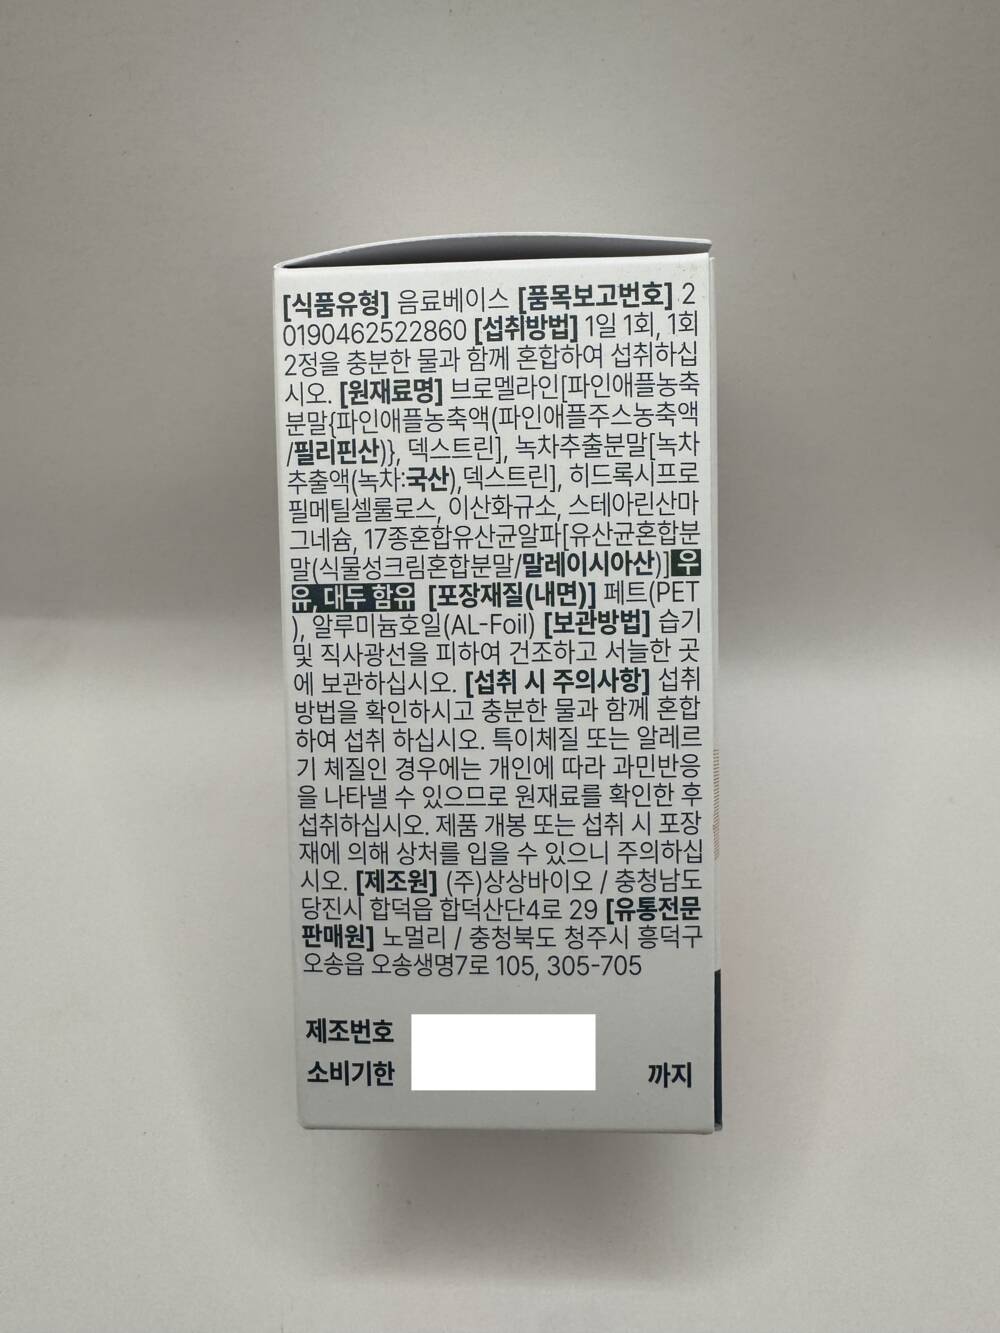 [식품유형] 음료베이스 [품목보고번호] 2
0190462522860 [섭취방법] 1일 1회, 1회
2정을 충분한 물과 함께 혼합하여 섭취하십
시오. [원재료명] 브로멜라인[파인애플농축
분말{파인애플농축액(파인애플주스농축액
/필리핀산)}, 덱스트린], 녹차추출분말[녹차
추출액(녹차:국산),덱스트린], 히드록시프로
필메틸셀룰로스, 이산화규소, 스테아린산마
그네슘, 17종혼합유산균알파[유산균혼합분
말(식물성크림혼합분말/말레이시아산)] 우
유, 대두 함유 [포장재질(내면)] 페트(PET
), 알루미늄호일(AL-Foil) [보관방법] 습기
및 직사광선을 피하여 건조하고 서늘한 곳
에 보관하십시오. [섭취 시 주의사항] 섭취
방법을 확인하시고 충분한 물과 함께 혼합
하여 섭취 하십시오. 특이체질 또는 알레르
기 체질인 경우에는 개인에 따라 과민반응
을 나타낼 수 있으므로 원재료를 확인한 후
섭취하십시오. 제품 개봉 또는 섭취 시 포장
재에 의해 상처를 입을 수 있으니 주의하십
시오. [제조원] (주)상상바이오 / 충청남도
당진시 합덕읍 합덕산단4로 29 [유통전문
판매원] 노멀리 / 충청북도 청주시 흥덕구
오송읍 오송생명7로 105, 305-705
제조번호
소비기한 까지